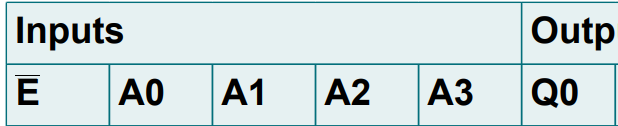 Inputs Outp
E̅ A0 A1 A2 A3 Q0